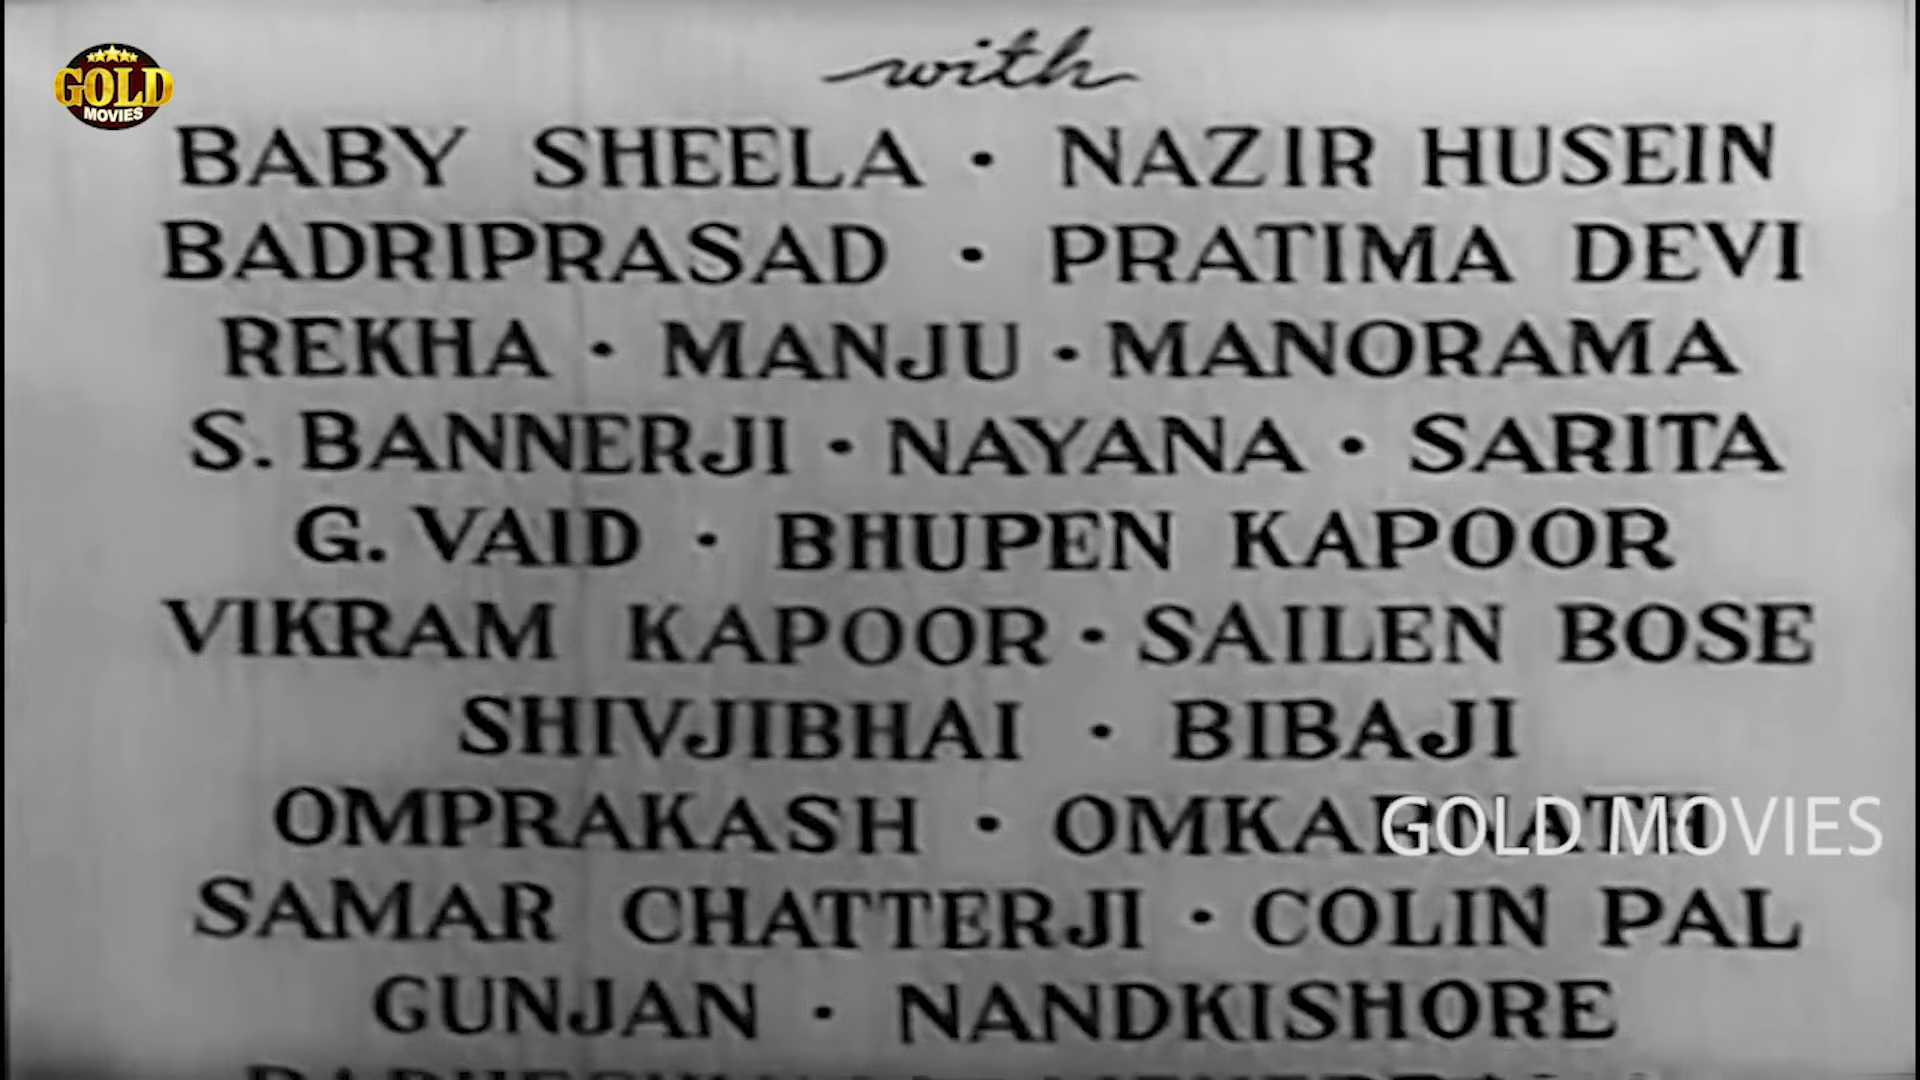 with
GOLD
MOVIES
BABY SHEELA · NAZIR HUSEIN
BADRIPRASAD · PRATIMA DEVI
REKHA · MANJU · MANORAMA
S. BANNERJI · NAYANA · SARITA
G. VAID · BHUPEN KAPOOR
VIKRAM KAPOOR · SAILEN BOSE
SHIVJIBHAI · BIBAJI
OMPRAKASH · OMKARNATH
GOLD MOVIES
SAMAR CHATTERJI · COLIN PAL
GUNJAN · NANDKISHORE